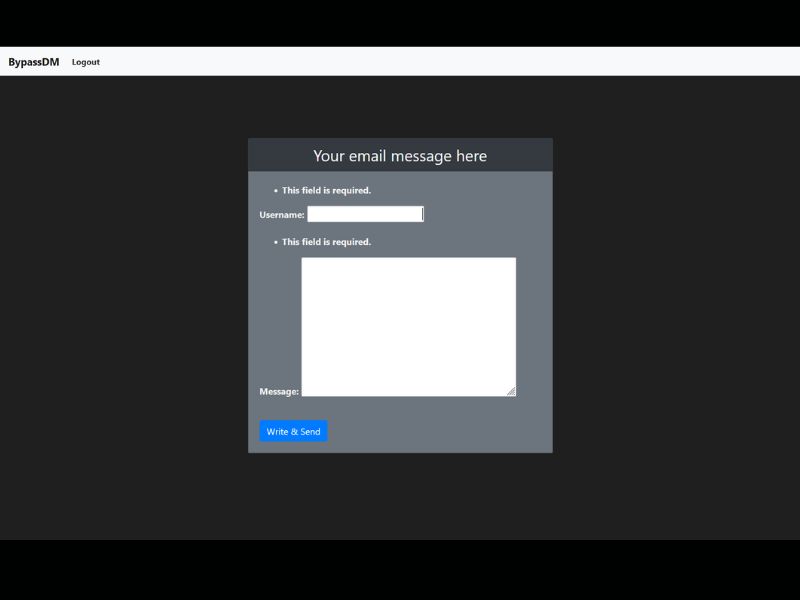 BypassDM Logout
Your email message here
• This field is required.
Username:
• This field is required.
Message:
Write & Send